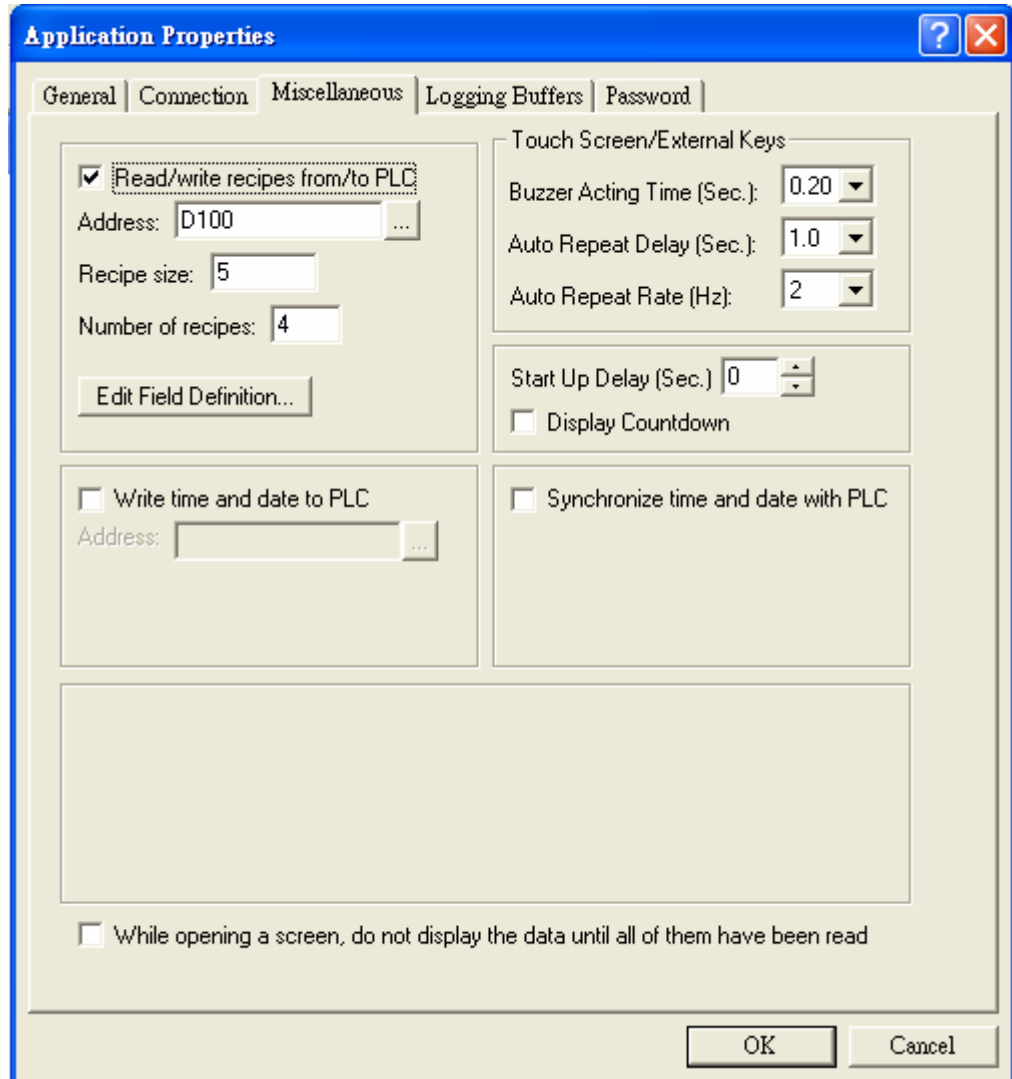 Application Properties
General Connection Miscellaneous Logging Buffers Password
Read/write recipes from/to PLC
Address: D100 ...
Recipe size: 5
Number of recipes: 4
Edit Field Definition...
Touch Screen/External Keys
Buzzer Acting Time (Sec.): 0.20
Auto Repeat Delay (Sec.): 1.0
Auto Repeat Rate (Hz): 2
Start Up Delay (Sec.) 0
Display Countdown
Write time and date to PLC
Address: ...
Synchronize time and date with PLC
While opening a screen, do not display the data until all of them have been read
OK Cancel